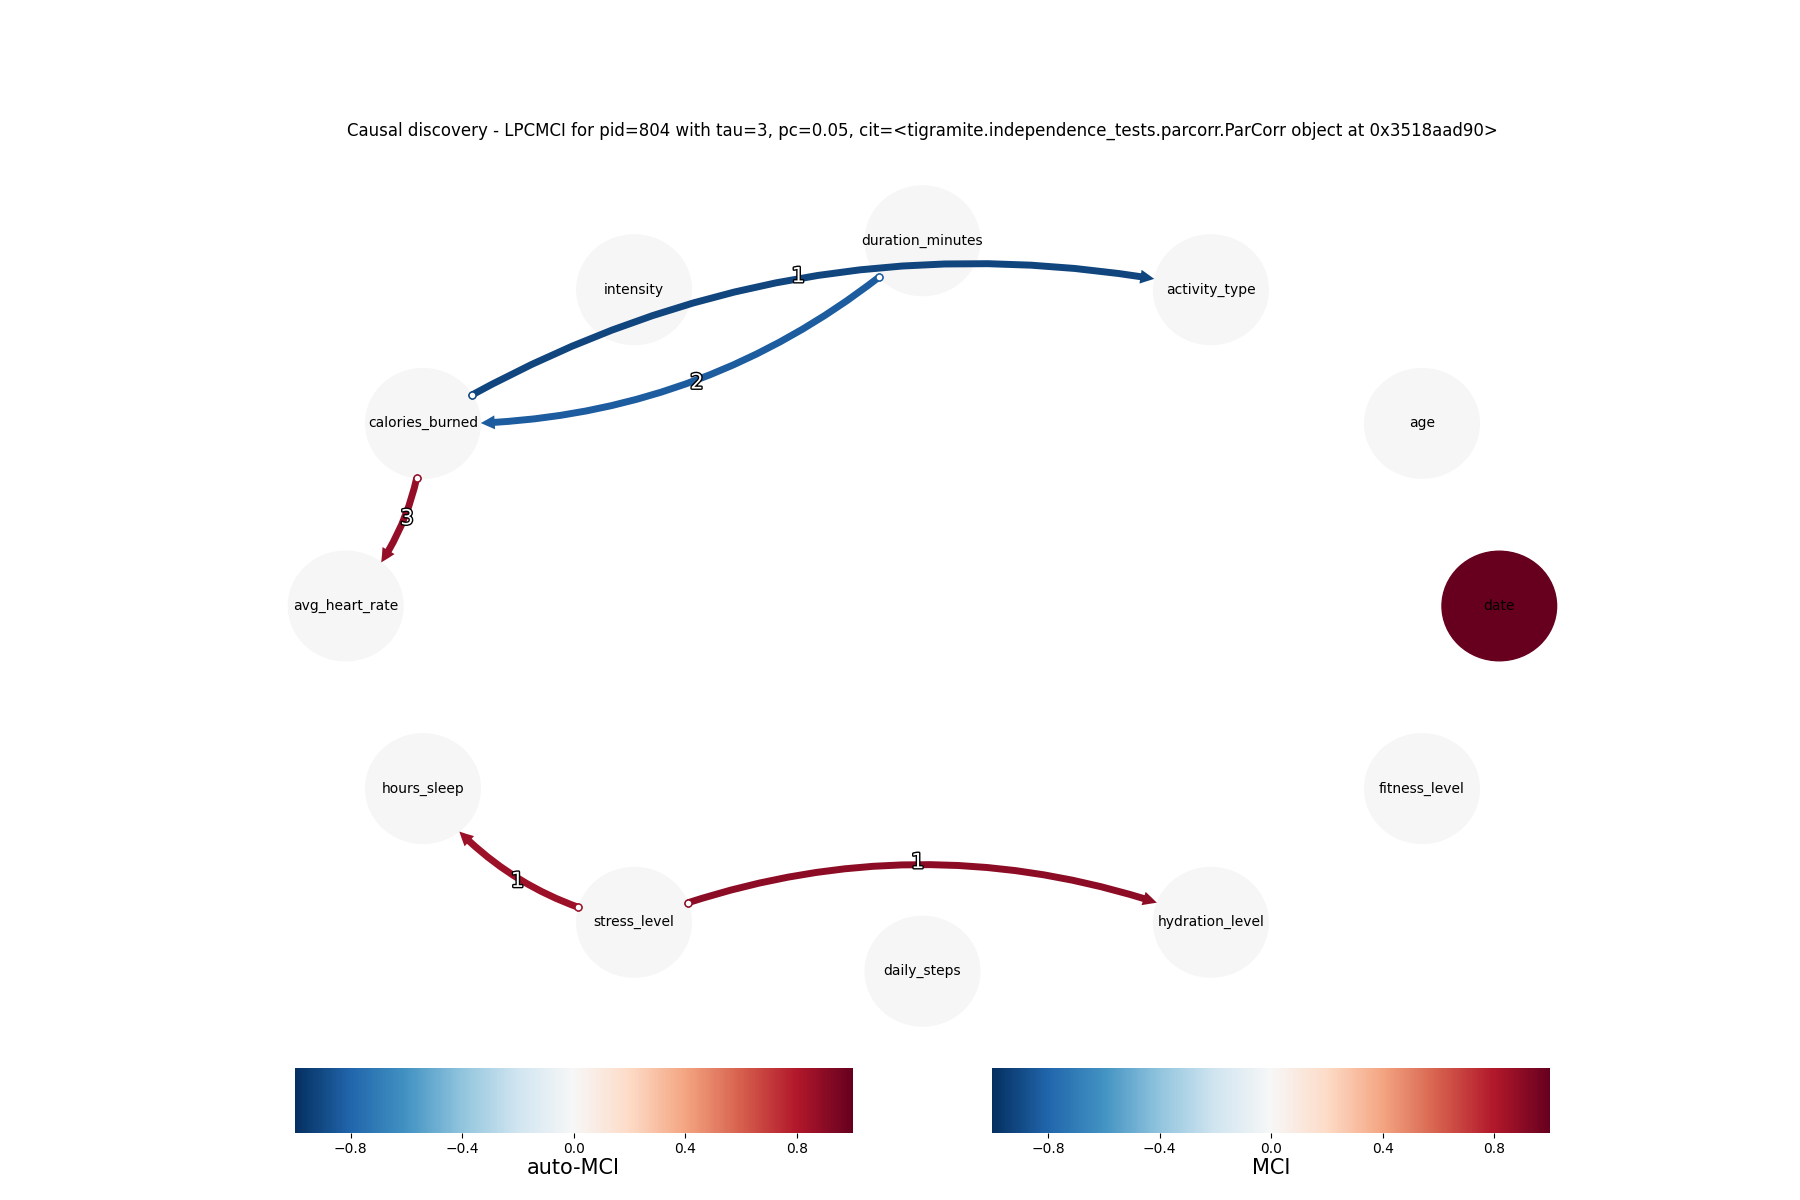 Causal discovery - LPCMCI for pid=804 with tau=3, pc=0.05, cit=<tigramite.independence_tests.parcorr.ParCorr object at 0x3518aad90>
duration_minutes
1
intensity
activity_type
2
calories_burned
age
3
avg_heart_rate
date
hours_sleep
fitness_level
1
1
stress_level
hydration_level
daily_steps
−0.8 −0.4 0.0 0.4 0.8
auto-MCI
−0.8 −0.4 0.0 0.4 0.8
MCI